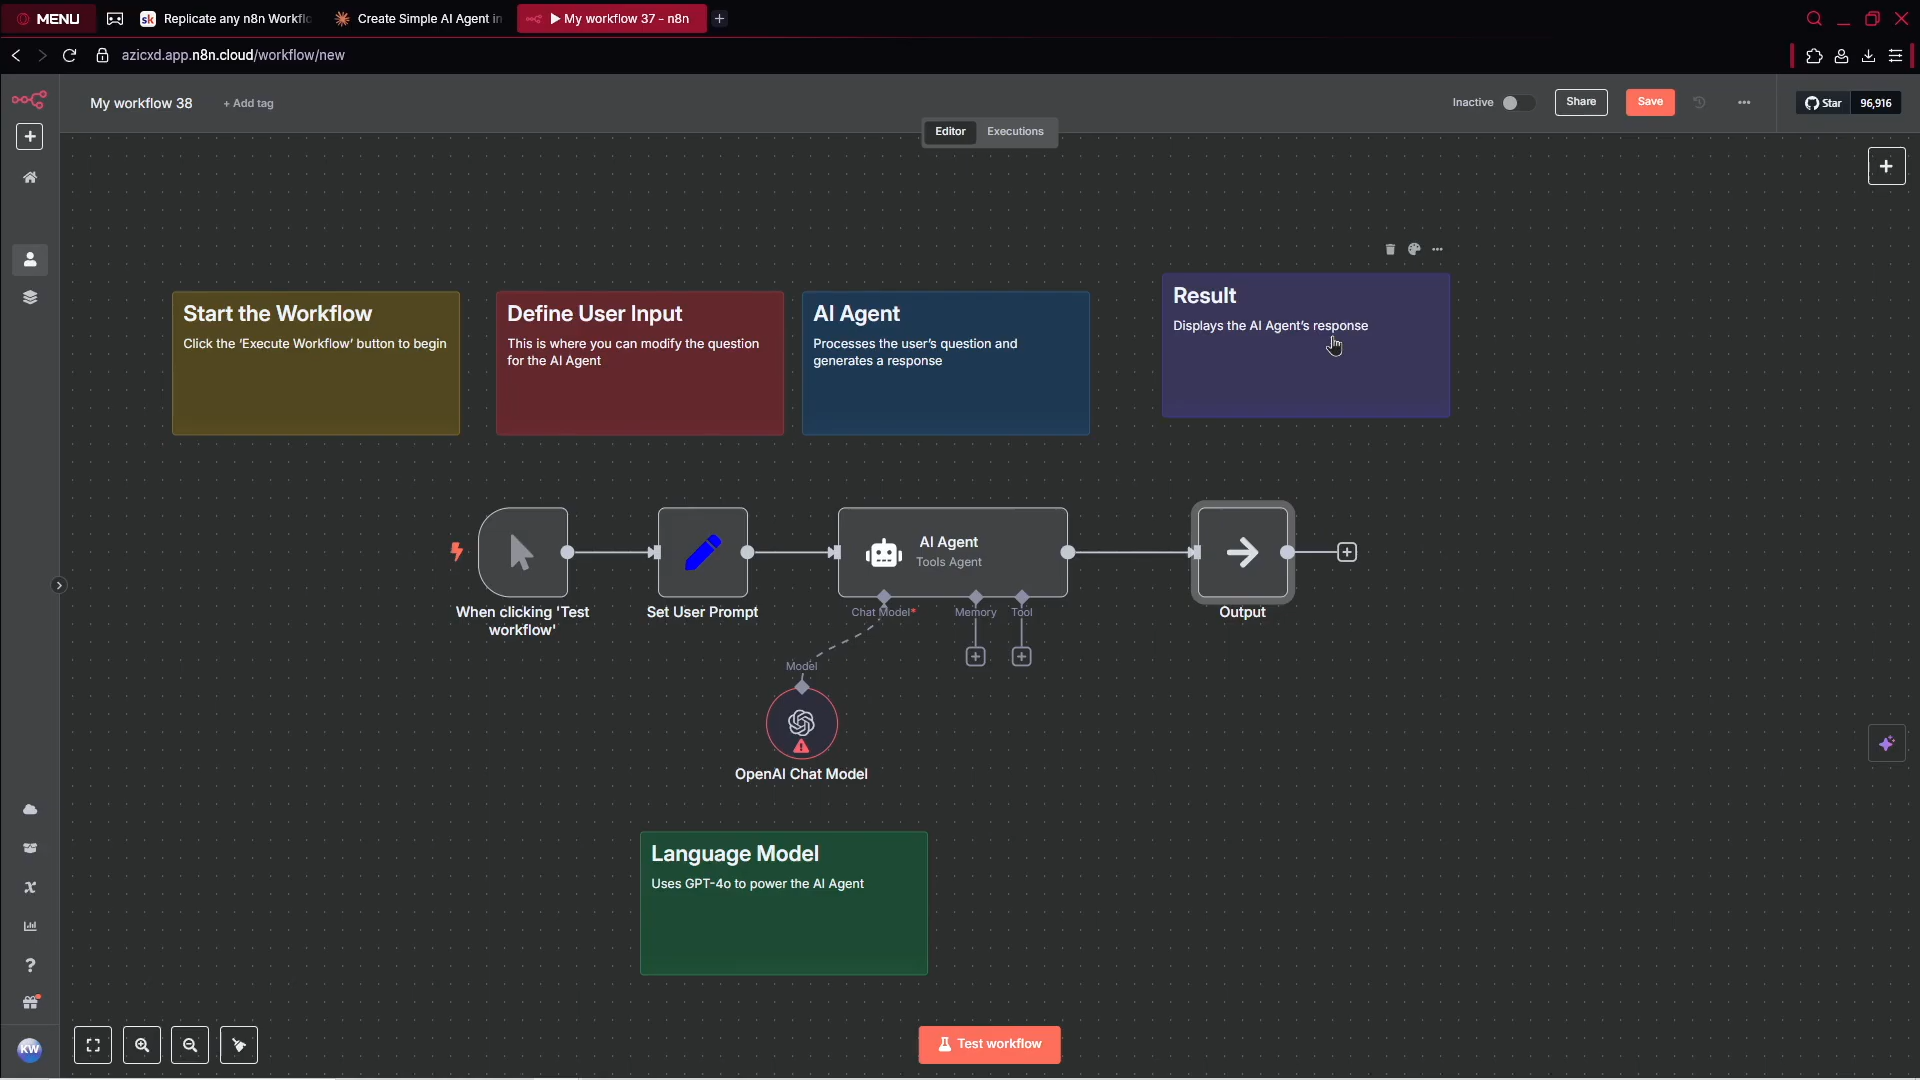 MENU
Replicate any n8n Workflo
Create Simple AI Agent in
My workflow 37 - n8n
azicxd.app.n8n.cloud/workflow/new
My workflow 38
+ Add tag
Inactive
Share
Save
Star
96,916
Editor
Executions
Start the Workflow
Click the 'Execute Workflow' button to begin
Define User Input
This is where you can modify the question
for the AI Agent
AI Agent
Processes the user's question and
generates a response
Result
Displays the AI Agent's response
When clicking 'Test
workflow'
Set User Prompt
AI Agent
Tools Agent
Chat Model*
Memory
Tool
Output
Model
OpenAI Chat Model
Language Model
Uses GPT-4o to power the AI Agent
KW
Test workflow